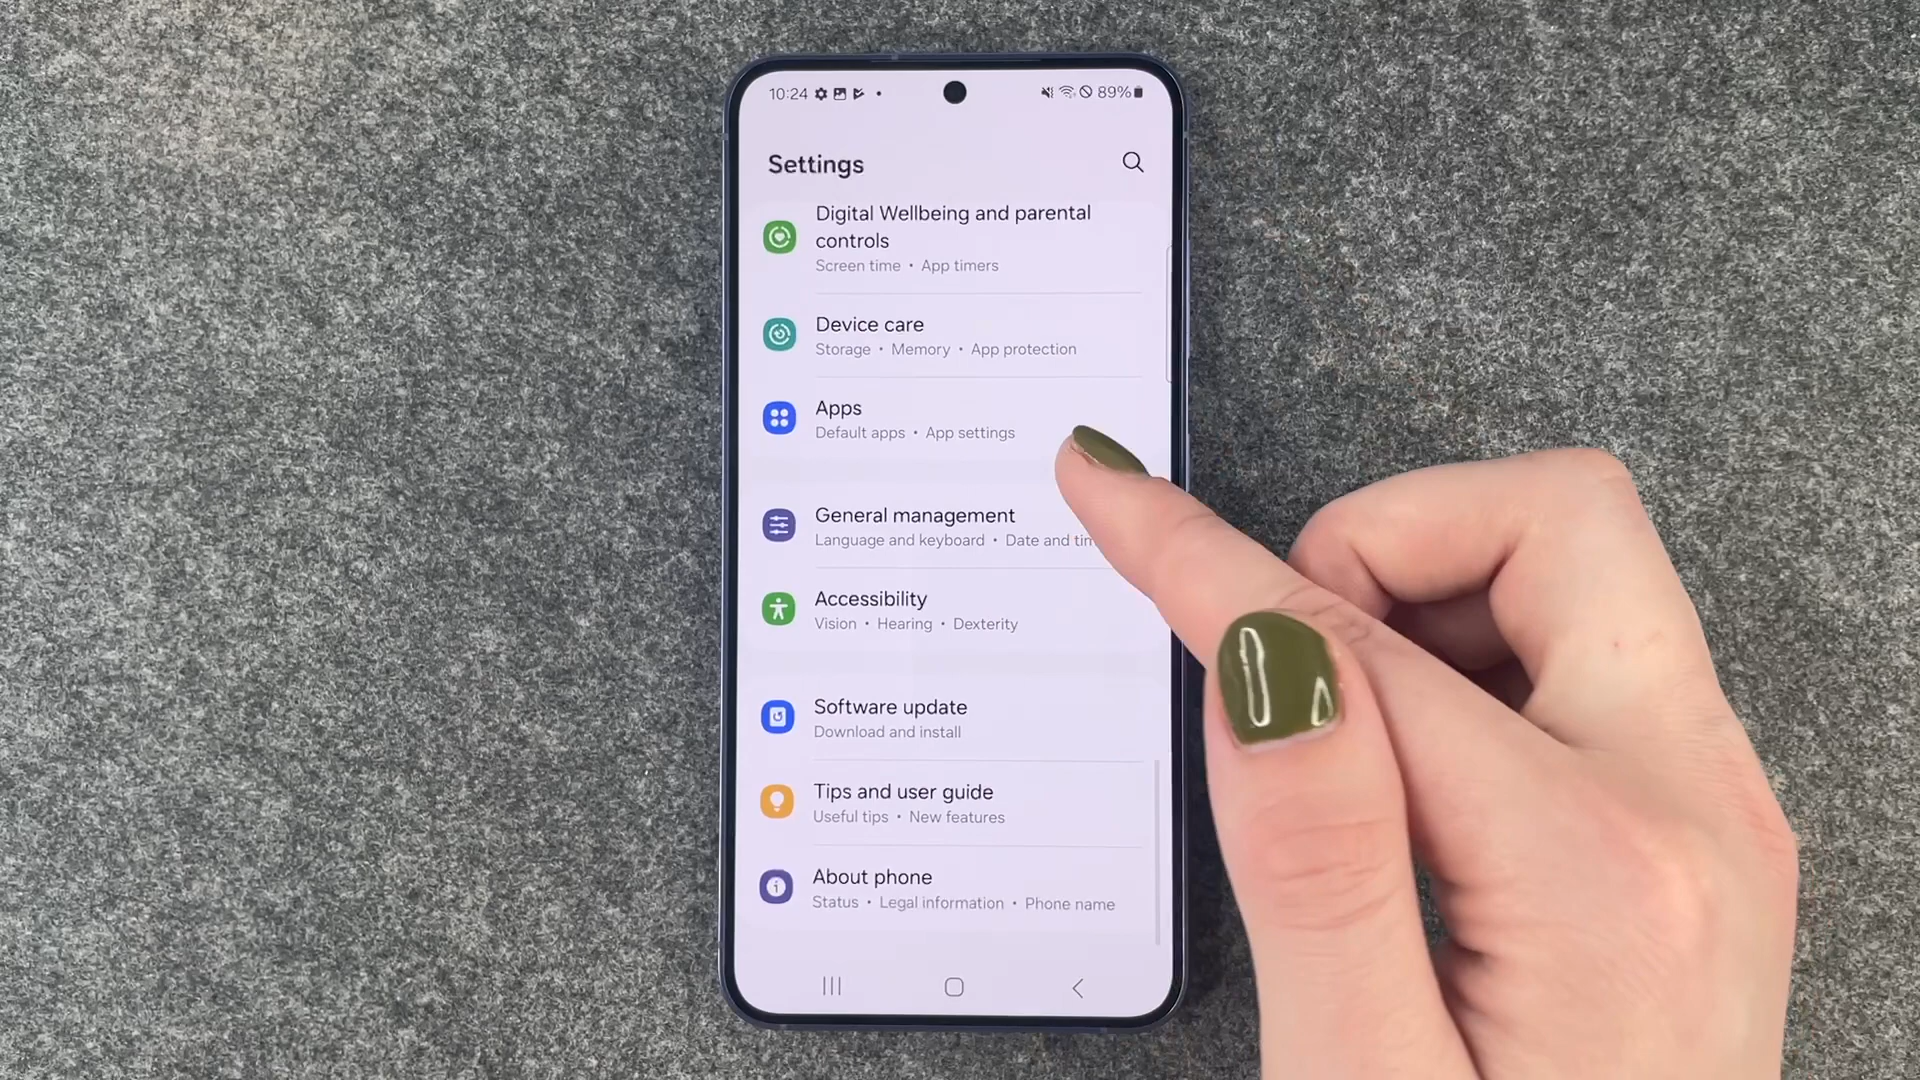 10:24 89%
Settings
Digital Wellbeing and parental
controls
Screen time • App timers
Device care
Storage • Memory • App protection
Apps
Default apps • App settings
General management
Language and keyboard • Date and tim
Accessibility
Vision • Hearing • Dexterity
Software update
Download and install
Tips and user guide
Useful tips • New features
About phone
Status • Legal information • Phone name